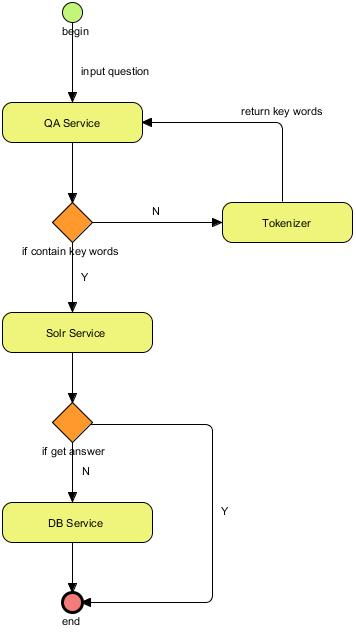 begin
input question
return key words
QA Service
N
Tokenizer
if contain key words
Y
Solr Service
if get answer
N
Y
DB Service
end